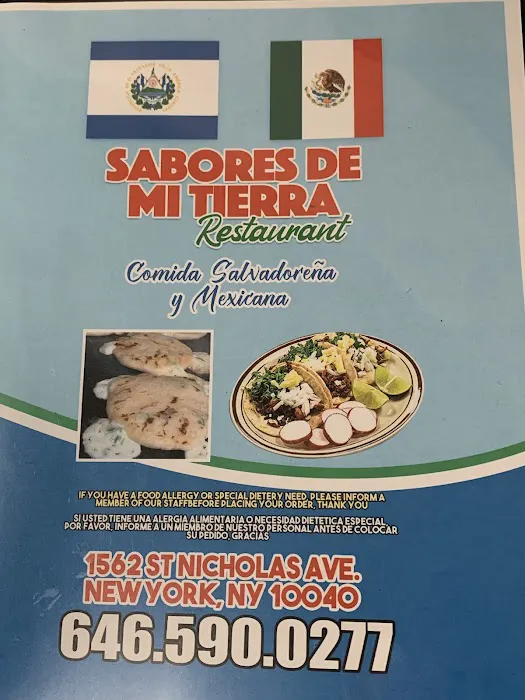 SABORES DE
MI TIERRA
Restaurant
Comida Salvadoreña
y Mexicana
IF YOU HAVE A FOOD ALLERGY OR SPECIAL DIETERY NEED, PLEASE INFORM A
MEMBER OF OUR STAFFBEFORE PLACING YOUR ORDER, THANK YOU
SI USTED TIENE UNA ALERGIA ALIMENTARIA O NECESIDAD DIETETICA ESPECIAL,
POR FAVOR, INFORME A UN MIEMBRO DE NUESTRO PERSONAL ANTES DE COLOCAR
SU PEDIDO, GRACIAS
1562 ST NICHOLAS AVE.
NEW YORK, NY 10040
646.590.0277